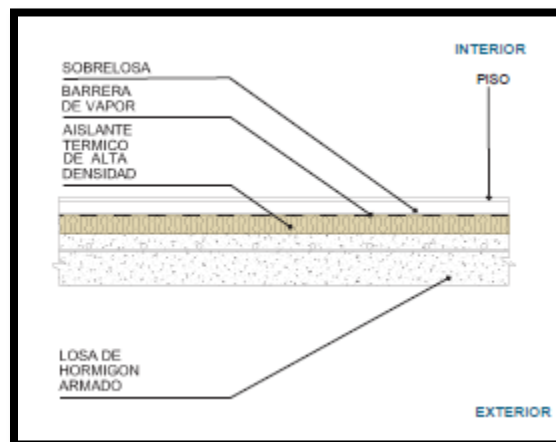 INTERIOR
SOBRELOSA
PISO
BARRERA
DE VAPOR
AISLANTE
TERMICO
DE ALTA
DENSIDAD
LOSA DE
HORMIGON
ARMADO
EXTERIOR